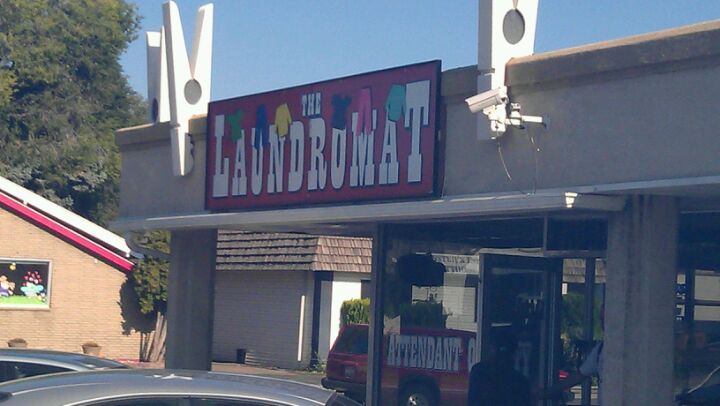 THE
LAUNDROMAT
ATTENDANT